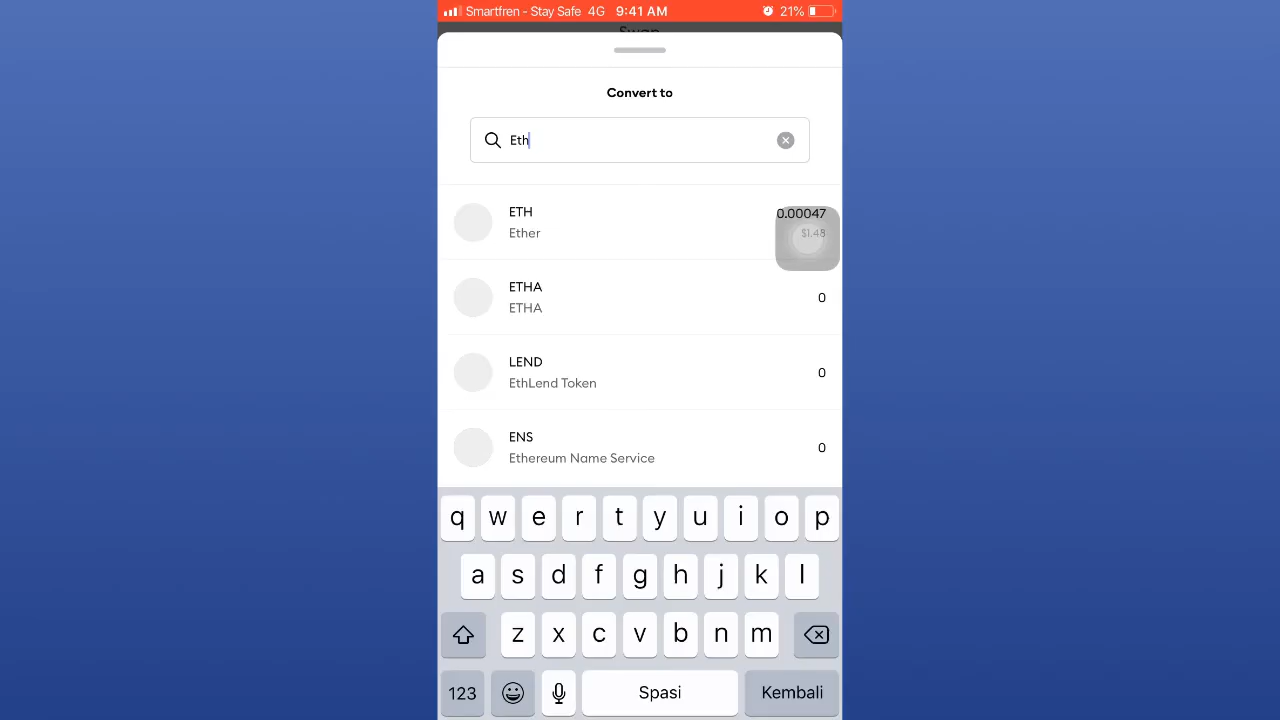 Smartfren - Stay Safe 4G 9:41 AM 21%
Convert to
Eth
ETH 0.00047
Ether $1.48
ETHA
ETHA 0
LEND
EthLend Token 0
ENS
Ethereum Name Service 0
q w e r t y u i o p
a s d f g h j k l
z x c v b n m
123 Spasi Kembali